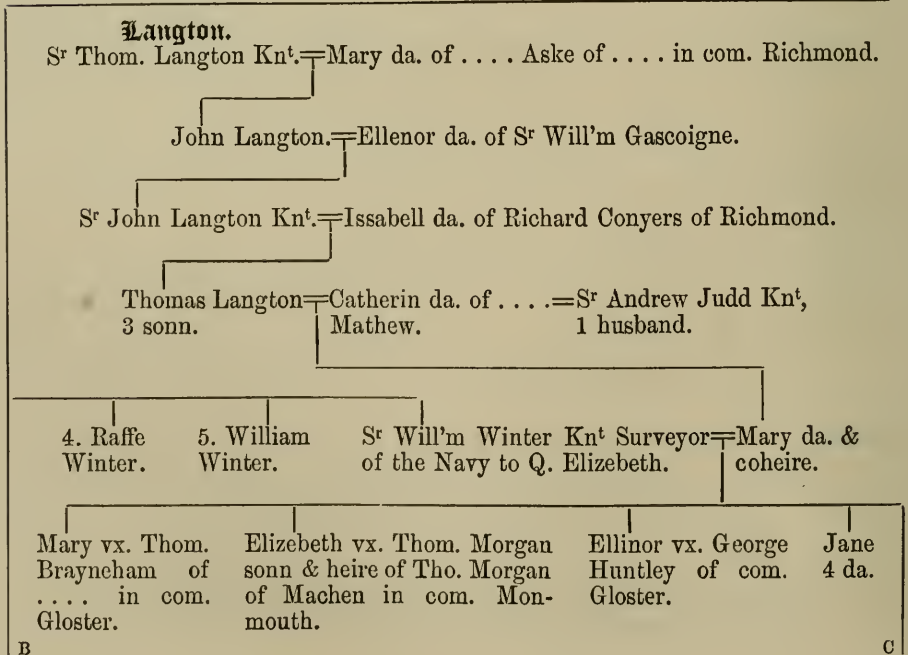 Langton.
Sʳ Thom. Langton Knᵗ.=Mary da. of .... Aske of .... in com. Richmond.
John Langton.=Ellenor da. of Sʳ Will'm Gascoigne.
Sʳ John Langton Knᵗ.=Issabell da. of Richard Conyers of Richmond.
Thomas Langton=Catherin da. of ....=Sʳ Andrew Judd Knᵗ,
3 sonn. Mathew. 1 husband.
4. Raffe 5. William Sʳ Will'm Winter Knᵗ Surveyor=Mary da. &
Winter. Winter. of the Navy to Q. Elizebeth. coheire.
Mary vx. Thom. Elizebeth vx. Thom. Morgan Ellinor vx. George Jane
Brayneham of sonn & heire of Tho. Morgan Huntley of com. 4 da.
.... in com. of Machen in com. Mon- Gloster.
Gloster. mouth.
B C